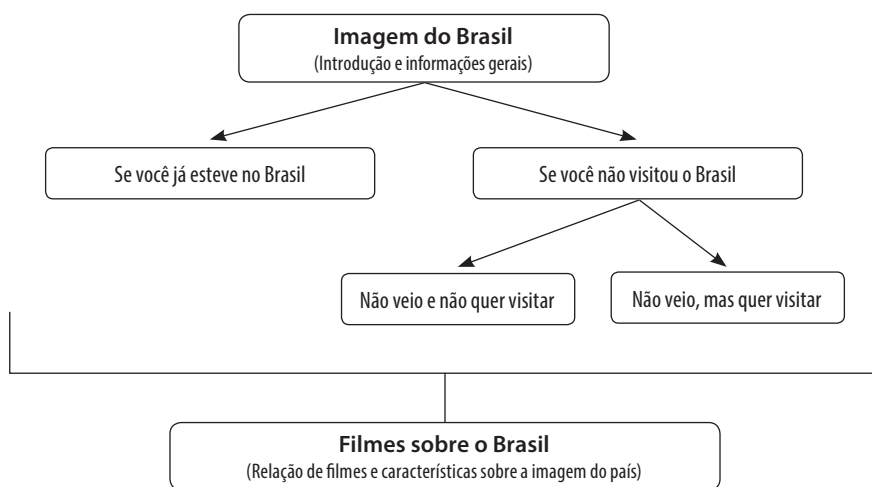 Imagem do Brasil
(Introdução e informações gerais)
Se você já esteve no Brasil
Se você não visitou o Brasil
Não veio e não quer visitar
Não veio, mas quer visitar
Filmes sobre o Brasil
(Relação de filmes e características sobre a imagem do país)